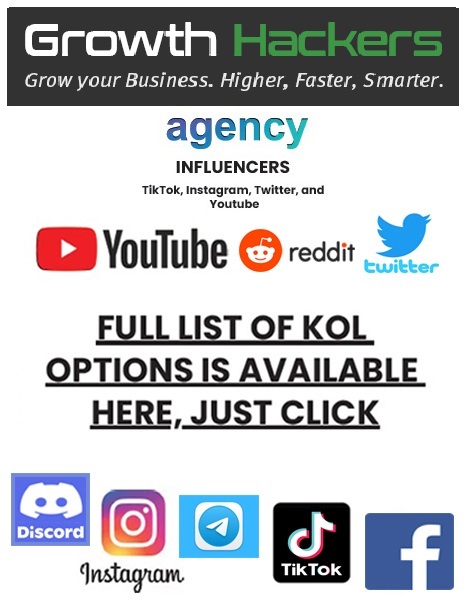 Growth Hackers
Grow your Business. Higher, Faster, Smarter.
agency
INFLUENCERS
TikTok, Instagram, Twitter, and
Youtube
YouTube
reddit
twitter
FULL LIST OF KOL
OPTIONS IS AVAILABLE
HERE, JUST CLICK
Discord
Instagram
TikTok
f